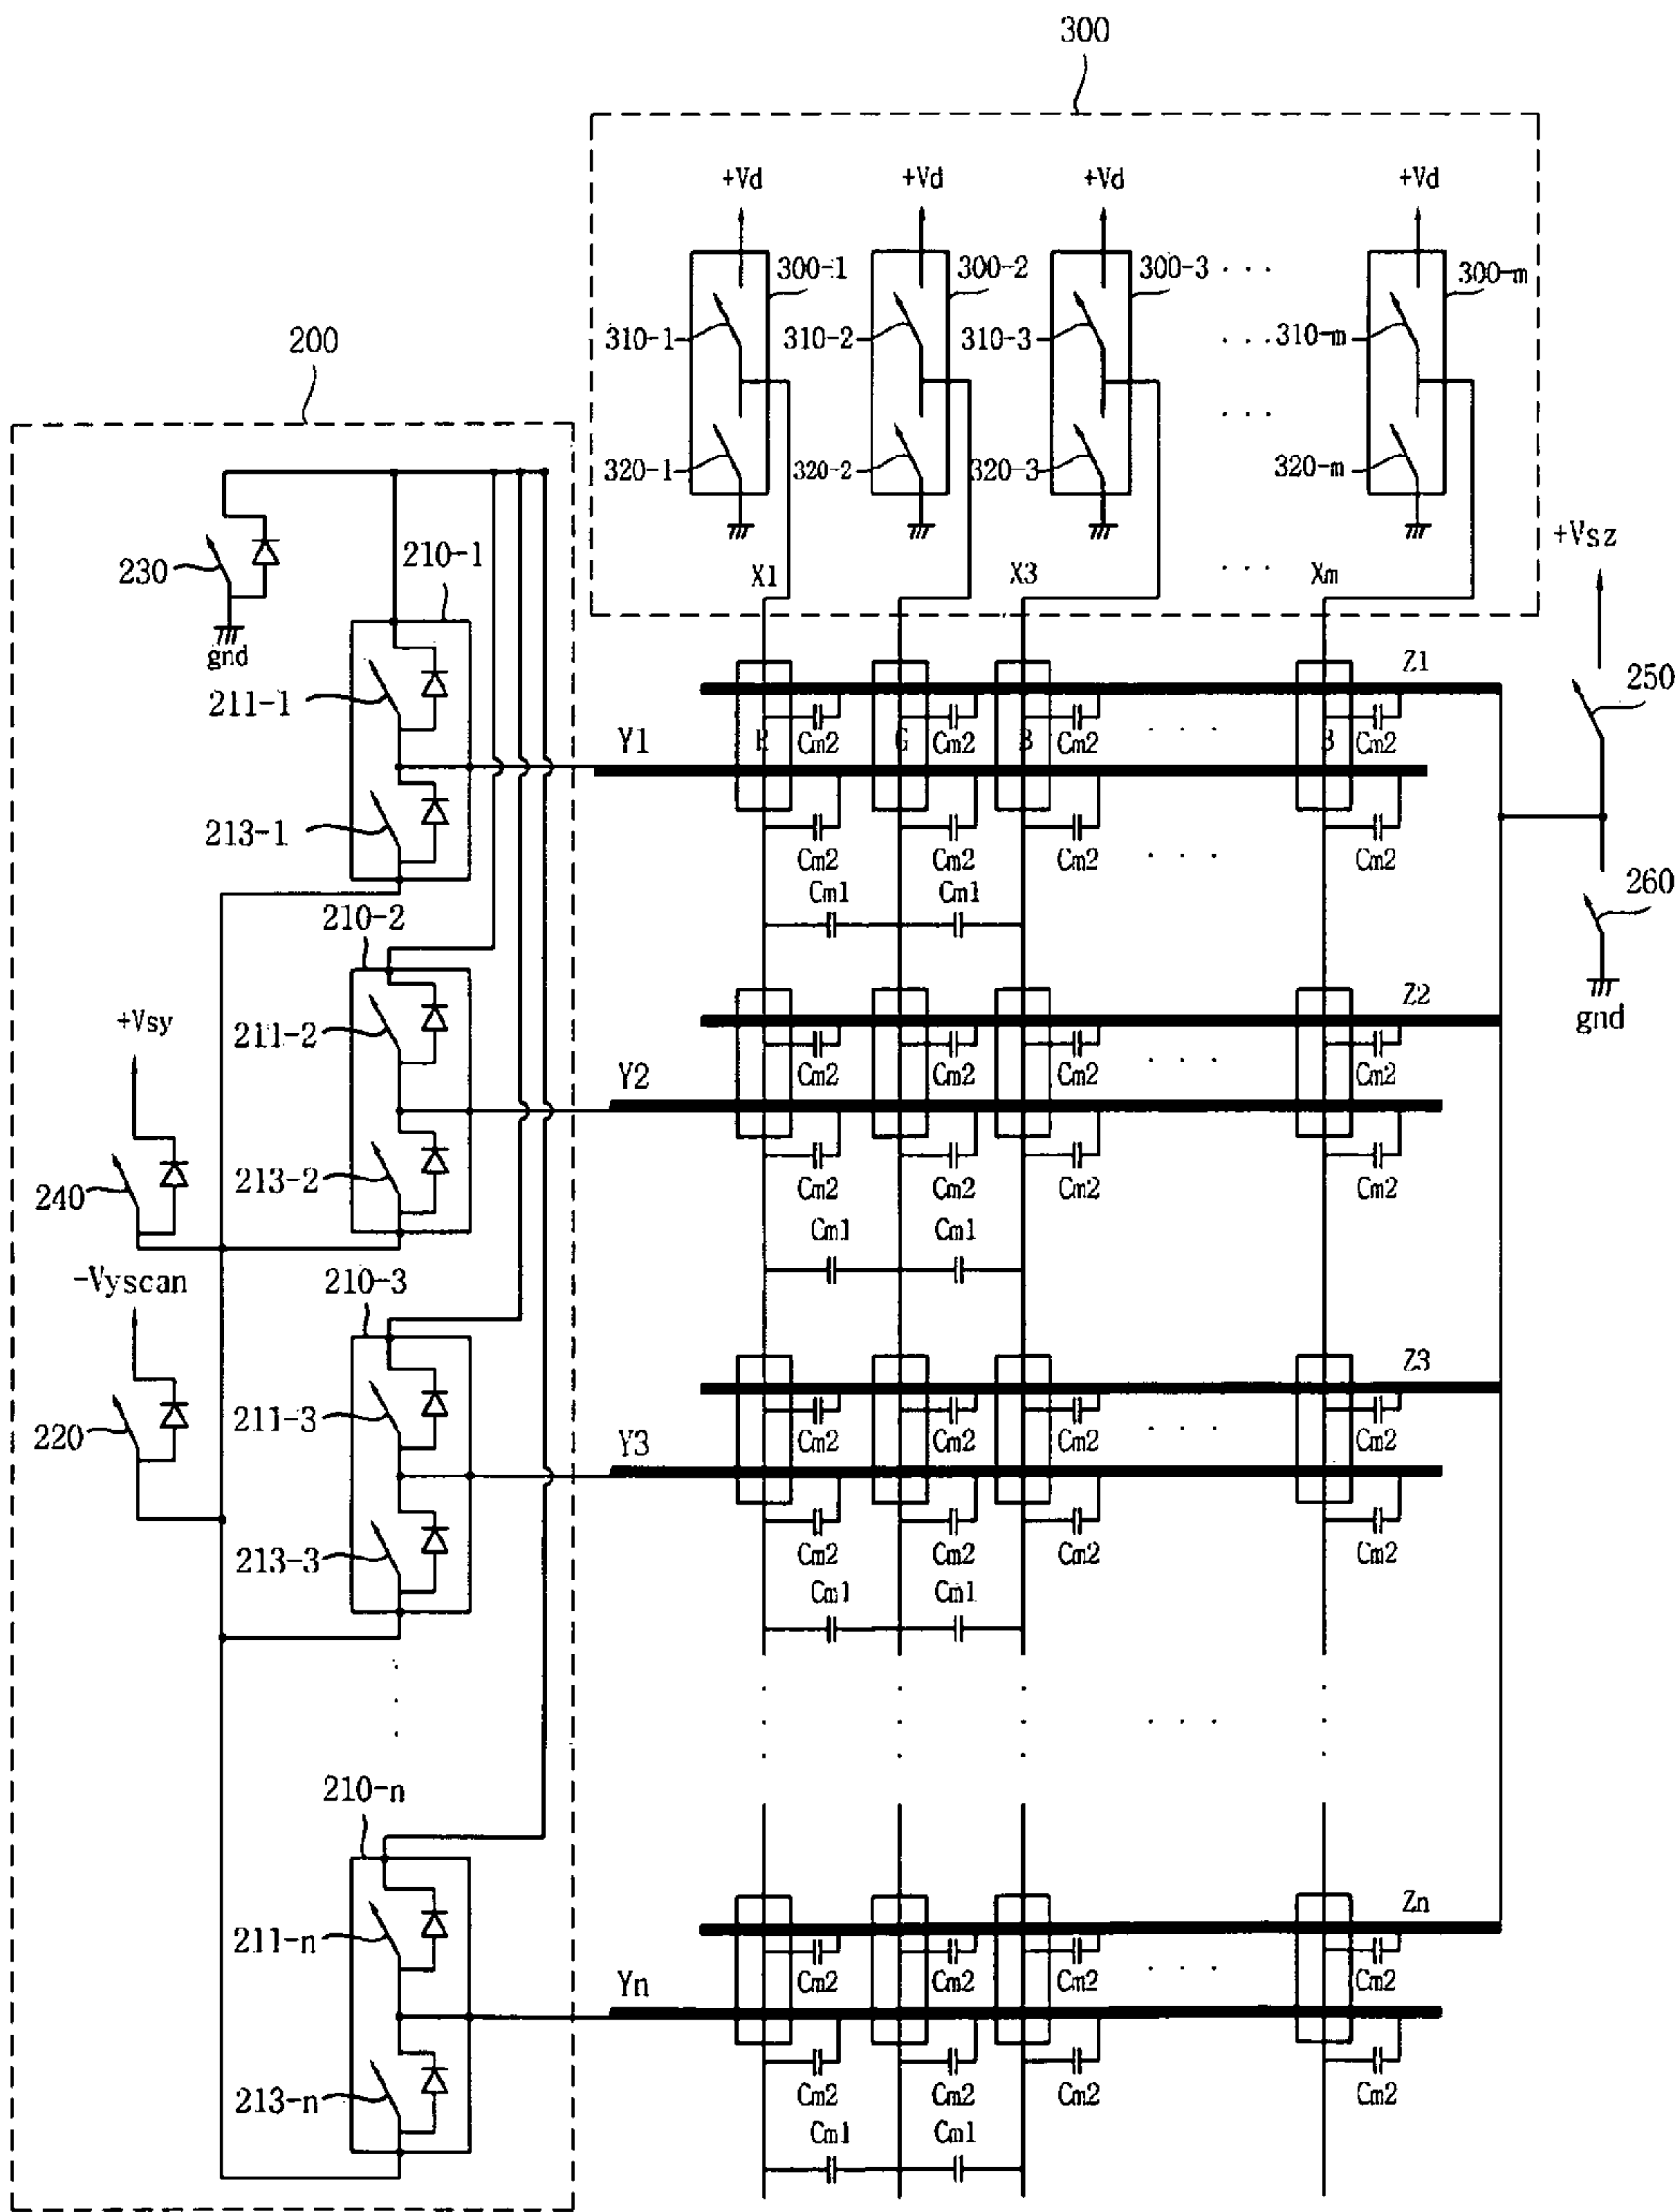 300
+Vd +Vd +Vd +Vd
300-1 300-2 300-3 ··· 300-m
310-1 310-2 310-3 ··· 310-m
200
···
320-1 320-2 320-3 320-m
+Vsz
230 210-1
X1 X3 ··· Xm
gnd
Z1
211-1 250
Y1 R Cm2 G Cm2 B Cm2 ··· B Cm2
213-1
Cm2 Cm2 Cm2 ··· Cm2
260
Cm1 Cm1
210-2
Z2
gnd
+Vsy
211-2
Y2 Cm2 Cm2 Cm2 ··· Cm2
240 213-2
Cm2 Cm2 Cm2 Cm2
Cm1 Cm1
-Vyscan 210-3
Z3
220 211-3
Y3 Cm2 Cm2 Cm2 ··· Cm2
213-3
Cm2 Cm2 Cm2 Cm2
Cm1 Cm1
···
210-n
Zn
211-n
Yn Cm2 Cm2 Cm2 ··· Cm2
213-n
Cm2 Cm2 Cm2 Cm2
Cm1 Cm1